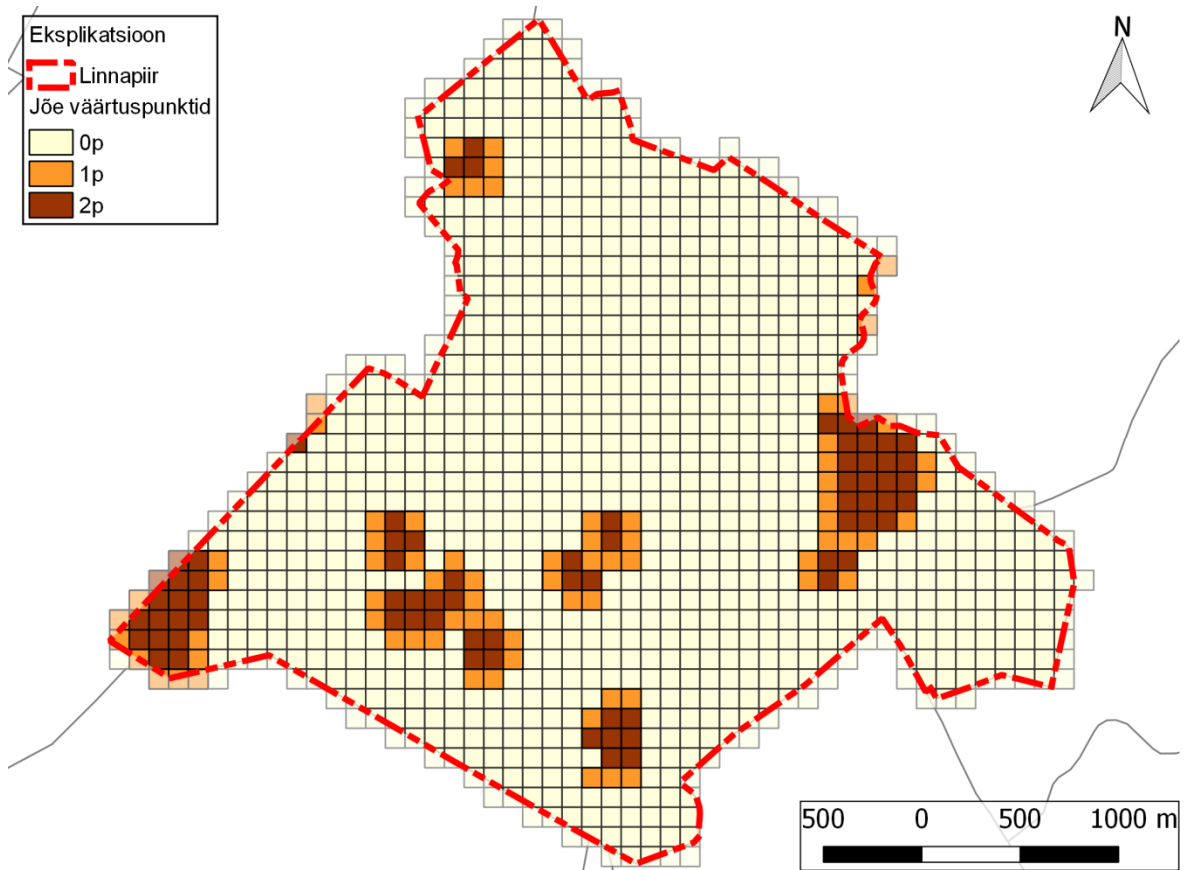 Eksplikatsioon
Linnapiir
Jõe väärtuspunktid
0p
1p
2p
N
500 0 500 1000 m